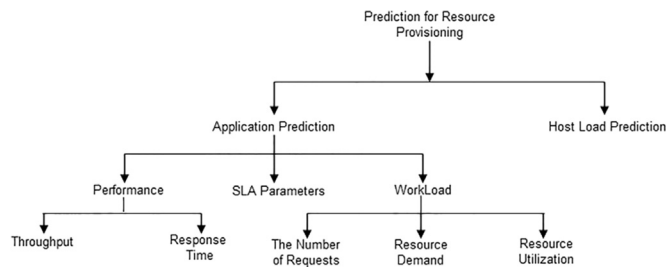 Prediction for Resource
Provisioning
Application Prediction
Host Load Prediction
Performance
SLA Parameters
WorkLoad
Throughput
Response
Time
The Number
of Requests
Resource
Demand
Resource
Utilization